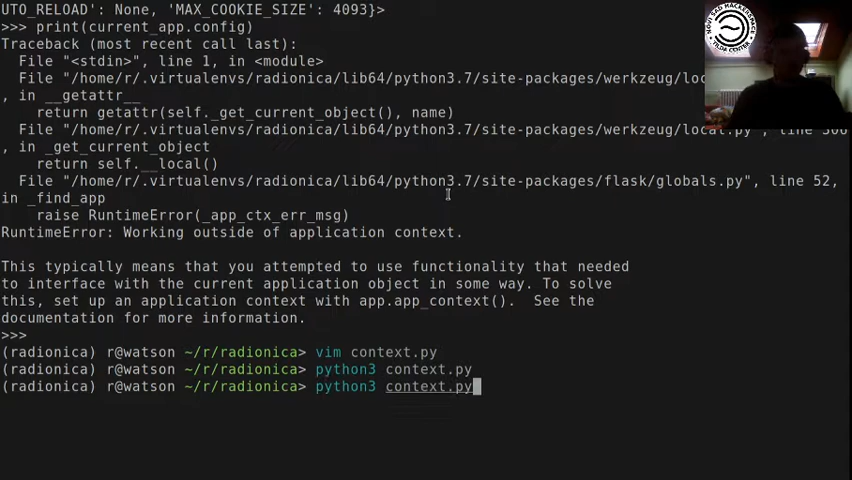 UTO_RELOAD': None, 'MAX_COOKIE_SIZE': 4093}>
>>> print(current_app.config)
Traceback (most recent call last):
  File "<stdin>", line 1, in <module>
  File "/home/r/.virtualenvs/radionica/lib64/python3.7/site-packages/werkzeug/loc
, in __getattr__
    return getattr(self._get_current_object(), name)
  File "/home/r/.virtualenvs/radionica/lib64/python3.7/site-packages/werkzeug/local.py", line 306
, in _get_current_object
    return self.__local()
  File "/home/r/.virtualenvs/radionica/lib64/python3.7/site-packages/flask/globals.py", line 52,
in _find_app
    raise RuntimeError(_app_ctx_err_msg)
RuntimeError: Working outside of application context.
This typically means that you attempted to use functionality that needed
to interface with the current application object in some way. To solve
this, set up an application context with app.app_context().  See the
documentation for more information.
>>>
(radionica) r@watson ~/r/radionica> vim context.py
(radionica) r@watson ~/r/radionica> python3 context.py
(radionica) r@watson ~/r/radionica> python3 context.py
NOVI SAD HACKERSPACE
TILDA CENTER